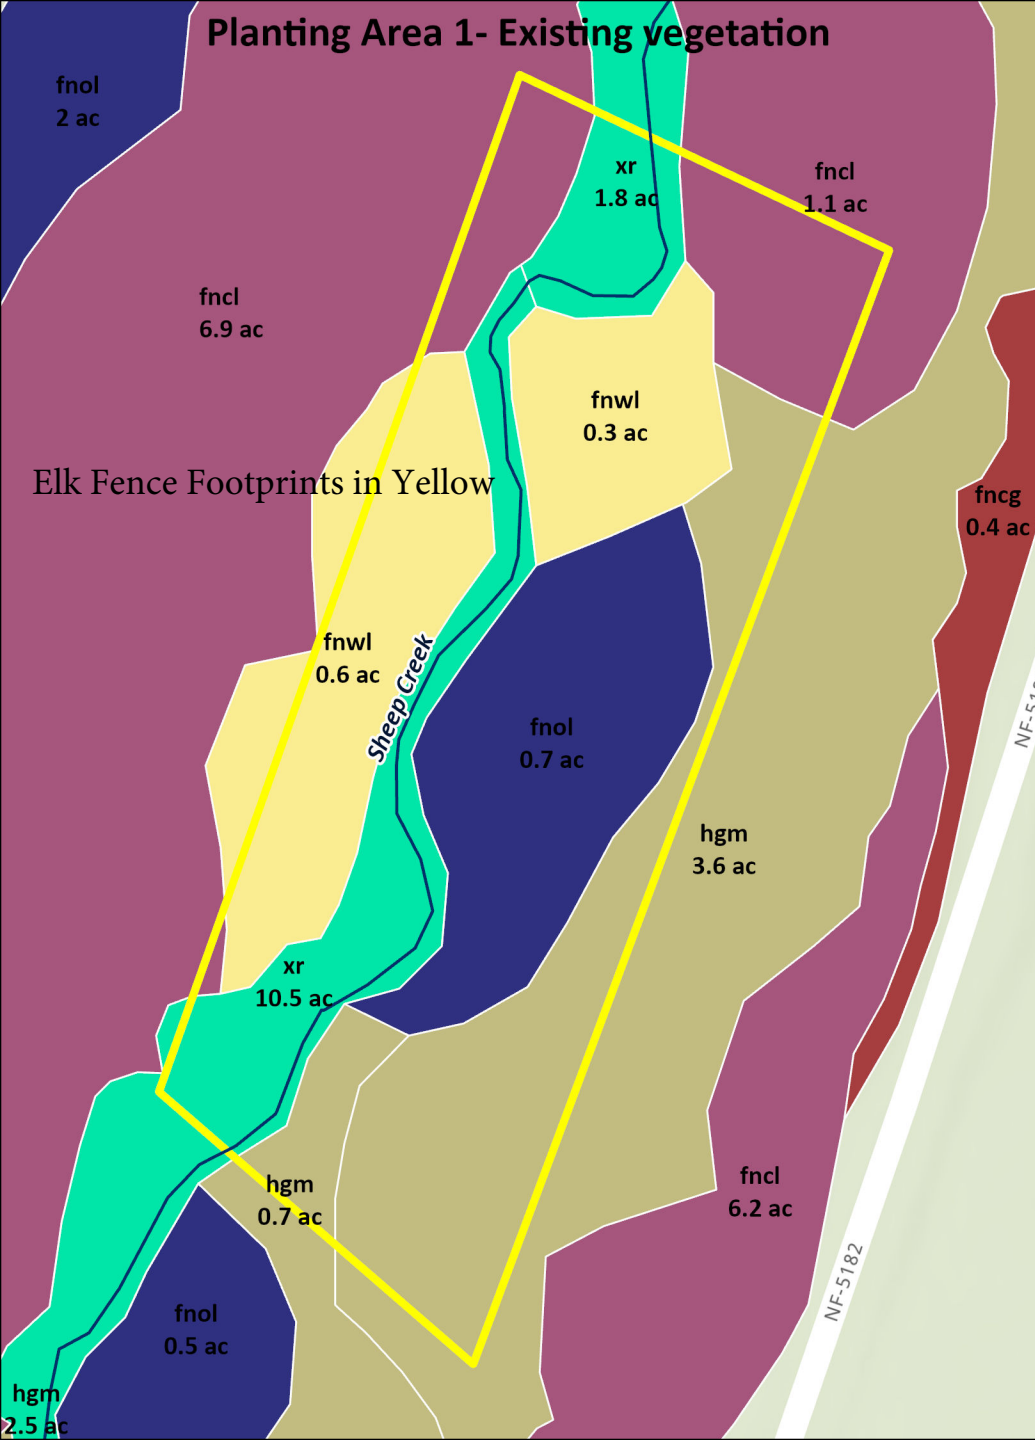 Planting Area 1- Existing vegetation
fnol
2 ac
xr
1.8 ac
fncl
1.1 ac
fncl
6.9 ac
fnwl
0.3 ac
Elk Fence Footprints in Yellow
fncg
0.4 ac
fnwl
0.6 ac
Sheep Creek
fnol
0.7 ac
hgm
3.6 ac
xr
10.5 ac
hgm
0.7 ac
fncl
6.2 ac
NF-5182
fnol
0.5 ac
hgm
2.5 ac